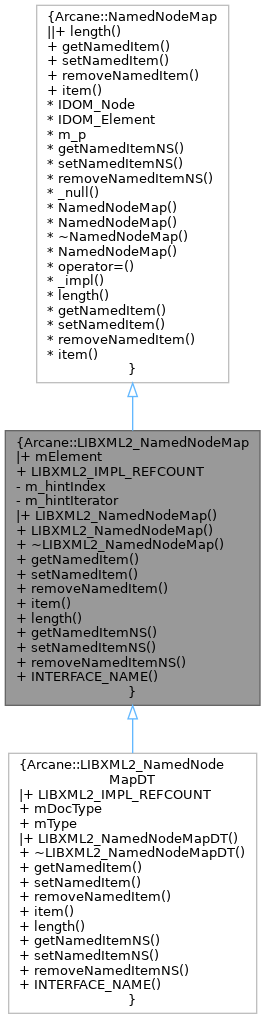 {Arcane::NamedNodeMap
||+ length()
+ getNamedItem()
+ setNamedItem()
+ removeNamedItem()
+ item()
* IDOM_Node
* IDOM_Element
* m_p
* getNamedItemNS()
* setNamedItemNS()
* removeNamedItemNS()
* _null()
* NamedNodeMap()
* NamedNodeMap()
* ~NamedNodeMap()
* NamedNodeMap()
* operator=()
* _impl()
* length()
* getNamedItem()
* setNamedItem()
* removeNamedItem()
* item()
}
{Arcane::LIBXML2_NamedNodeMap
|+ mElement
+ LIBXML2_IMPL_REFCOUNT
- m_hintIndex
- m_hintIterator
|+ LIBXML2_NamedNodeMap()
+ LIBXML2_NamedNodeMap()
+ ~LIBXML2_NamedNodeMap()
+ getNamedItem()
+ setNamedItem()
+ removeNamedItem()
+ item()
+ length()
+ getNamedItemNS()
+ setNamedItemNS()
+ removeNamedItemNS()
+ INTERFACE_NAME()
}
{Arcane::LIBXML2_NamedNode
MapDT
|+ LIBXML2_IMPL_REFCOUNT
+ mDocType
+ mType
|+ LIBXML2_NamedNodeMapDT()
+ ~LIBXML2_NamedNodeMapDT()
+ getNamedItem()
+ setNamedItem()
+ removeNamedItem()
+ item()
+ length()
+ getNamedItemNS()
+ setNamedItemNS()
+ removeNamedItemNS()
+ INTERFACE_NAME()
}